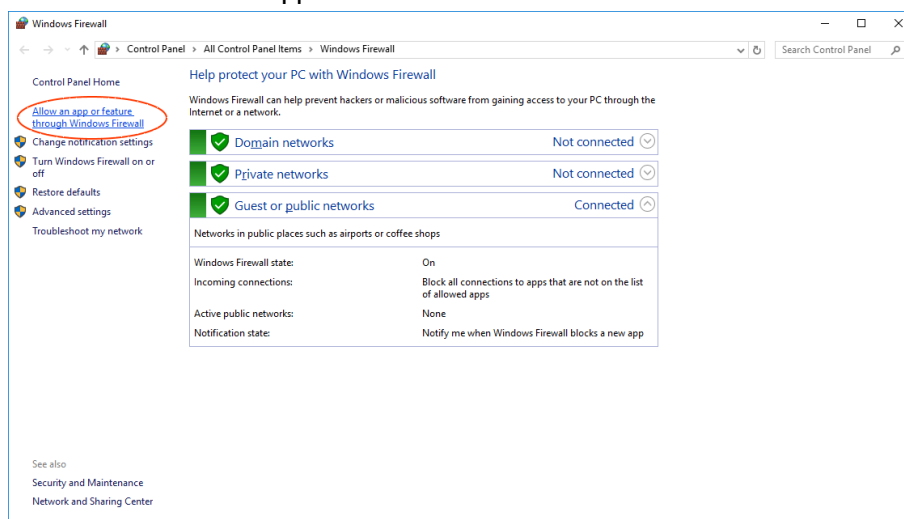 Windows Firewall
Control Panel > All Control Panel Items > Windows Firewall
Search Control Panel
Control Panel Home
Allow an app or feature
through Windows Firewall
Change notification settings
Turn Windows Firewall on or
off
Restore defaults
Advanced settings
Troubleshoot my network
Help protect your PC with Windows Firewall
Windows Firewall can help prevent hackers or malicious software from gaining access to your PC through the
Internet or a network.
Domain networks Not connected
Private networks Not connected
Guest or public networks Connected
Networks in public places such as airports or coffee shops
Windows Firewall state: On
Incoming connections: Block all connections to apps that are not on the list
of allowed apps
Active public networks: None
Notification state: Notify me when Windows Firewall blocks a new app
See also
Security and Maintenance
Network and Sharing Center